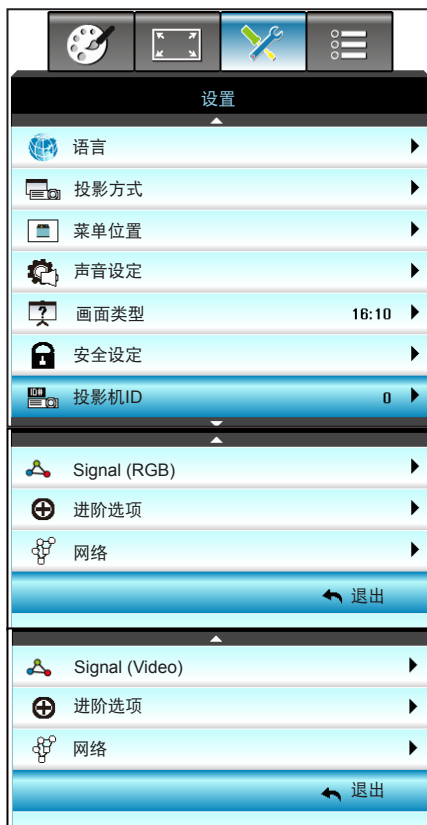 设置
语言
投影方式
菜单位置
声音设定
?
画面类型 16:10
安全设定
ID#
投影机ID 0
Signal (RGB)
进阶选项
网络
退出
Signal (Video)
进阶选项
网络
退出